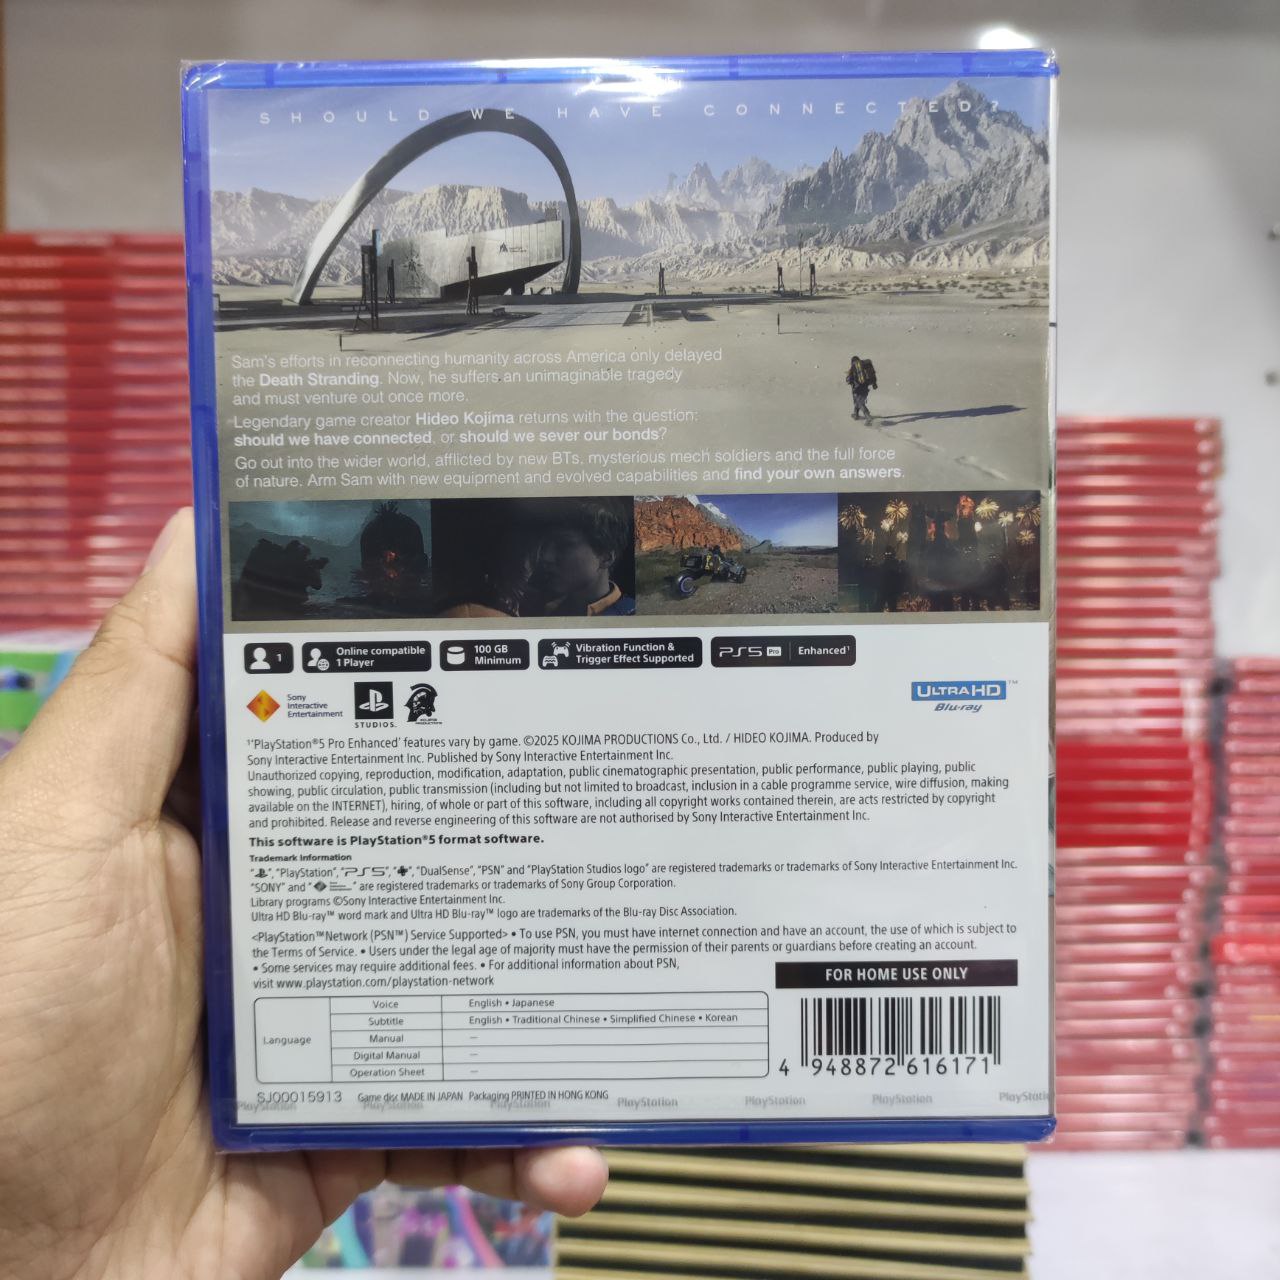 SHOULD WE HAVE CONNECTED?
Sam's efforts in reconnecting humanity across America only delayed
the Death Stranding. Now, he suffers an unimaginable tragedy
and must venture out once more.
Legendary game creator Hideo Kojima returns with the question:
should we have connected, or should we sever our bonds?
Go out into the wider world, afflicted by new BTs, mysterious mech soldiers and the full force
of nature. Arm Sam with new equipment and evolved capabilities and find your own answers.
1
Online compatible
1 Player
100 GB
Minimum
Vibration Function &
Trigger Effect Supported
PS5 Pro Enhanced¹
Sony
Interactive
Entertainment
STUDIOS.
KOJIMA
PRODUCTIONS
ULTRA HD™
Blu-ray
¹'PlayStation®5 Pro Enhanced' features vary by game. ©2025 KOJIMA PRODUCTIONS Co., Ltd. / HIDEO KOJIMA. Produced by
Sony Interactive Entertainment Inc. Published by Sony Interactive Entertainment Inc.
Unauthorized copying, reproduction, modification, adaptation, public cinematographic presentation, public performance, public playing, public
showing, public circulation, public transmission (including but not limited to broadcast, inclusion in a cable programme service, wire diffusion, making
available on the INTERNET), hiring, of whole or part of this software, including all copyright works contained therein, are acts restricted by copyright
and prohibited. Release and reverse engineering of this software are not authorised by Sony Interactive Entertainment Inc.
This software is PlayStation®5 format software.
Trademark Information
" ", "PlayStation", "PS5", " ", "DualSense", "PSN" and "PlayStation Studios logo" are registered trademarks or trademarks of Sony Interactive Entertainment Inc.
"SONY" and " " are registered trademarks or trademarks of Sony Group Corporation.
Library programs ©Sony Interactive Entertainment Inc.
Ultra HD Blu-ray™ word mark and Ultra HD Blu-ray™ logo are trademarks of the Blu-ray Disc Association.
<PlayStation™Network (PSN™) Service Supported> • To use PSN, you must have internet connection and have an account, the use of which is subject to
the Terms of Service. • Users under the legal age of majority must have the permission of their parents or guardians before creating an account.
• Some services may require additional fees. • For additional information about PSN,
visit www.playstation.com/playstation-network
FOR HOME USE ONLY
Language
Voice English • Japanese
Subtitle English • Traditional Chinese • Simplified Chinese • Korean
Manual —
Digital Manual —
Operation Sheet —
4 948872 616171
SJ00015913 Game disc MADE IN JAPAN Packaging PRINTED IN HONG KONG
PlayStation PlayStation PlayStation PlayStation PlayStation PlayStation PlayStatio